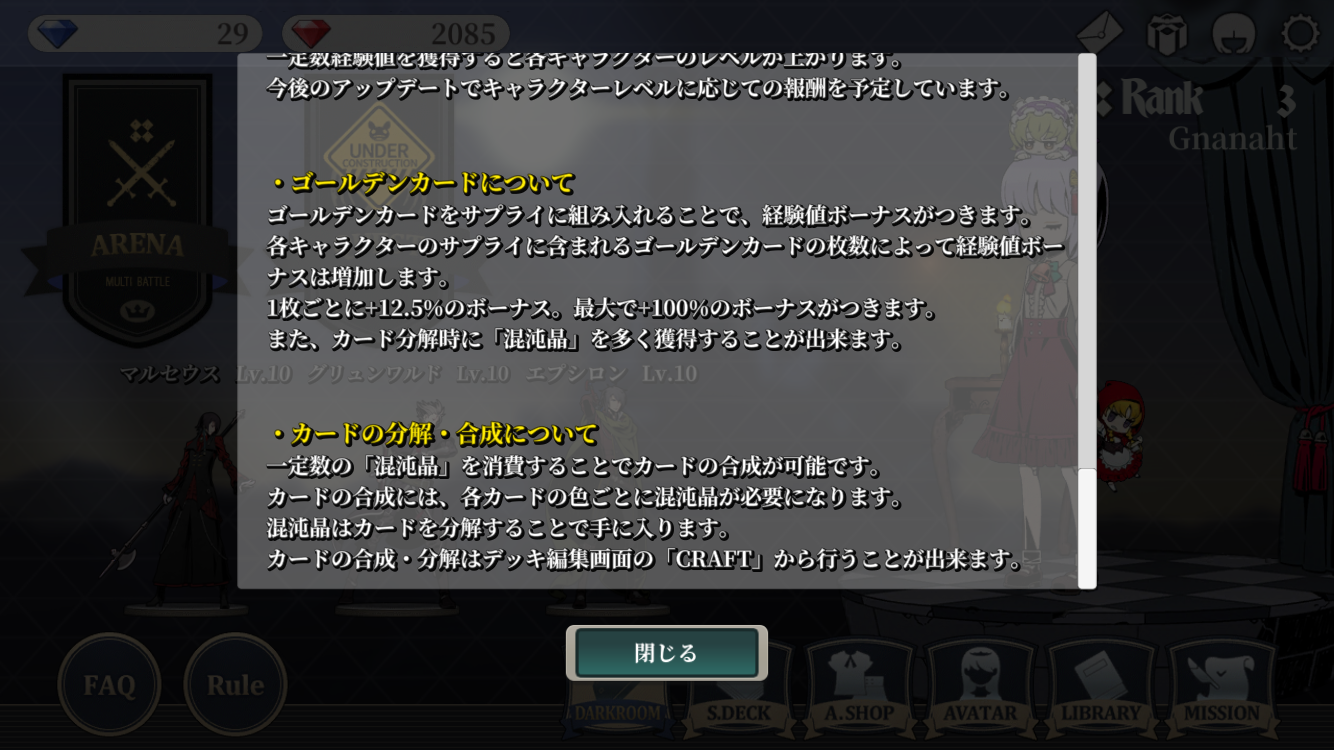 29
2085
一定数経験値を獲得すると各キャラクターのレベルが上がります。
今後のアップデートでキャラクターレベルに応じての報酬を予定しています。
Rank 3
Gnanaht
UNDER
CONSTRUCTION
・ゴールデンカードについて
ゴールデンカードをサプライに組み入れることで、経験値ボーナスがつきます。
各キャラクターのサプライに含まれるゴールデンカードの枚数によって経験値ボー
ナスは増加します。
1枚ごとに+12.5%のボーナス。最大で+100%のボーナスがつきます。
また、カード分解時に「混沌晶」を多く獲得することが出来ます。
ARENA
MULTI BATTLE
マルセウス Lv.10 グリュンワルド Lv.10 エプシロン Lv.10
・カードの分解・合成について
一定数の「混沌晶」を消費することでカードの合成が可能です。
カードの合成には、各カードの色ごとに混沌晶が必要になります。
混沌晶はカードを分解することで手に入ります。
カードの合成・分解はデッキ編集画面の「CRAFT」から行うことが出来ます。
閉じる
FAQ
Rule
DARKROOM
S.DECK
A.SHOP
AVATAR
LIBRARY
MISSION